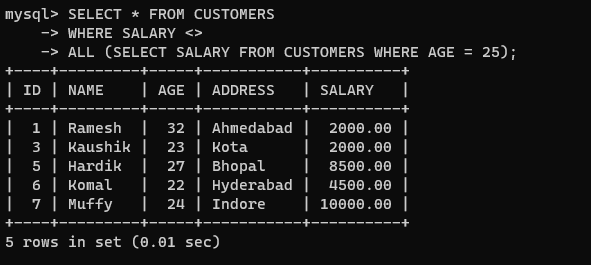 mysql> SELECT * FROM CUSTOMERS
    -> WHERE SALARY <>
    -> ALL (SELECT SALARY FROM CUSTOMERS WHERE AGE = 25);
+----+---------+-----+-----------+----------+
| ID | NAME    | AGE | ADDRESS   | SALARY   |
+----+---------+-----+-----------+----------+
|  1 | Ramesh  |  32 | Ahmedabad |  2000.00 |
|  3 | Kaushik |  23 | Kota      |  2000.00 |
|  5 | Hardik  |  27 | Bhopal    |  8500.00 |
|  6 | Komal   |  22 | Hyderabad |  4500.00 |
|  7 | Muffy   |  24 | Indore    | 10000.00 |
+----+---------+-----+-----------+----------+
5 rows in set (0.01 sec)